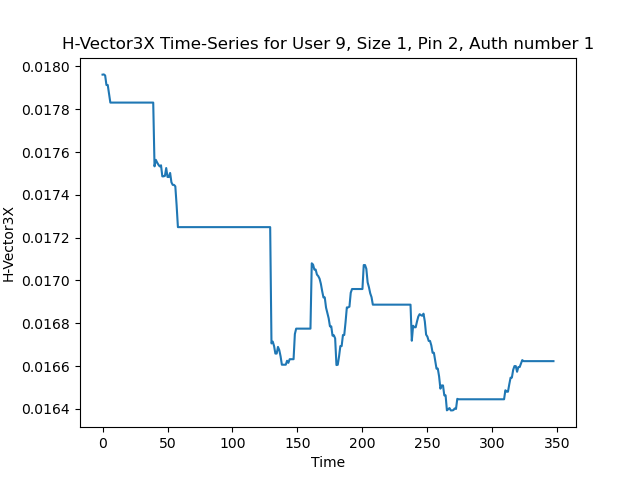 H-Vector3X Time-Series for User 9, Size 1, Pin 2, Auth number 1
0.0180
0.0178
0.0176
0.0174
0.0172
0.0170
0.0168
0.0166
0.0164
H-Vector3X
0 50 100 150 200 250 300 350
Time